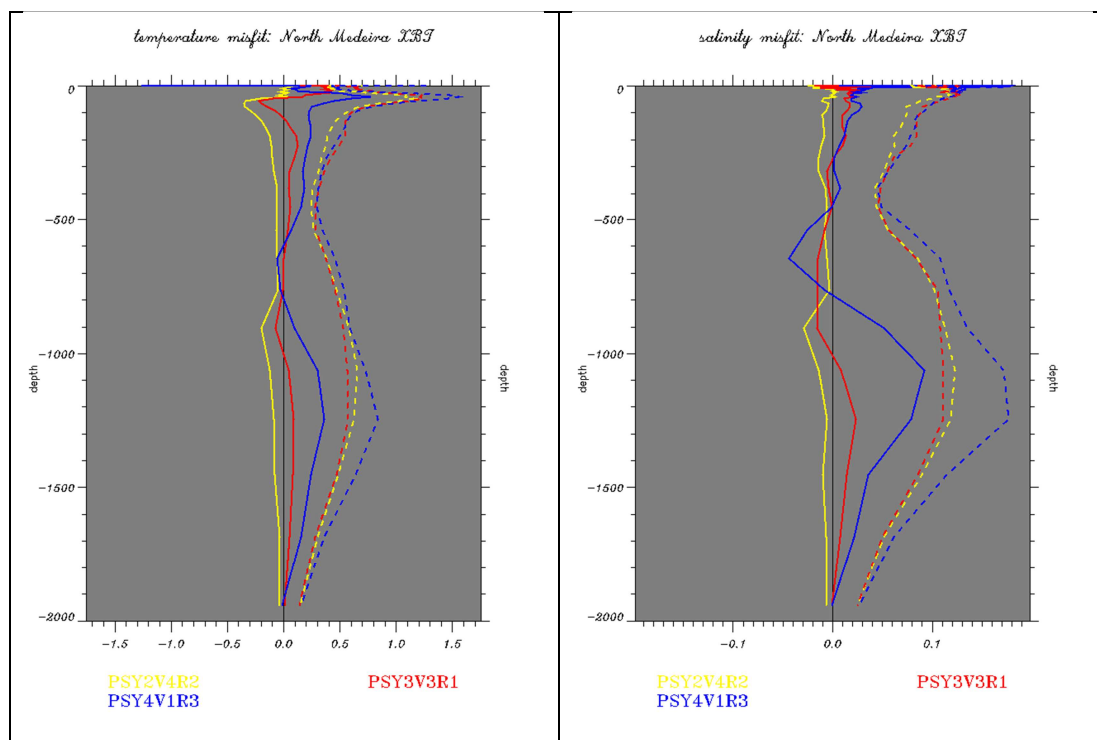 temperature misfit: North Medeira XBT
0
-500
-1000
-1500
-2000
depth
depth
-1.5 -1.0 -0.5 0.0 0.5 1.0 1.5
PSY2V4R2 PSY3V3R1
PSY4V1R3
salinity misfit: North Medeira XBT
0
-500
-1000
-1500
-2000
depth
depth
-0.1 0.0 0.1
PSY2V4R2 PSY3V3R1
PSY4V1R3